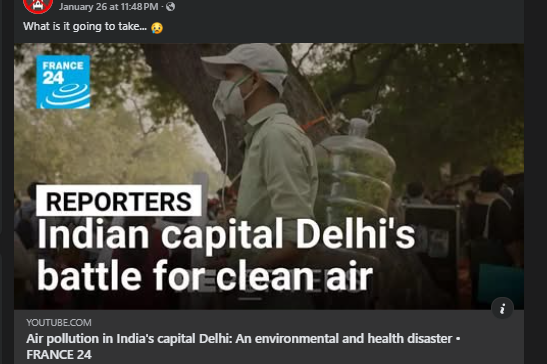 January 26 at 11:48 PM ·
What is it going to take... 😢
FRANCE
24
REPORTERS
Indian capital Delhi's
battle for clean air
YOUTUBE.COM
Air pollution in India's capital Delhi: An environmental and health disaster •
FRANCE 24